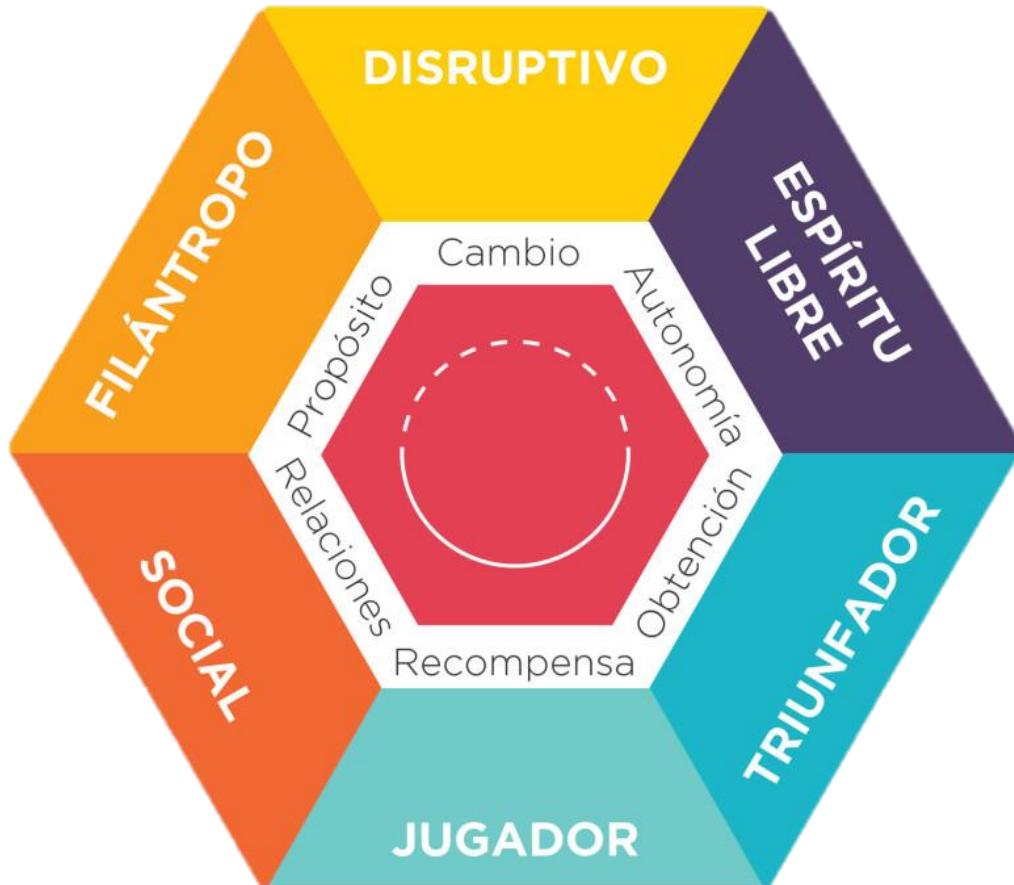 DISRUPTIVO
ESPÍRITU
LIBRE
TRIUNFADOR
JUGADOR
SOCIAL
FILÁNTROPO
Cambio
Autonomía
Obtención
Recompensa
Relaciones
Propósito